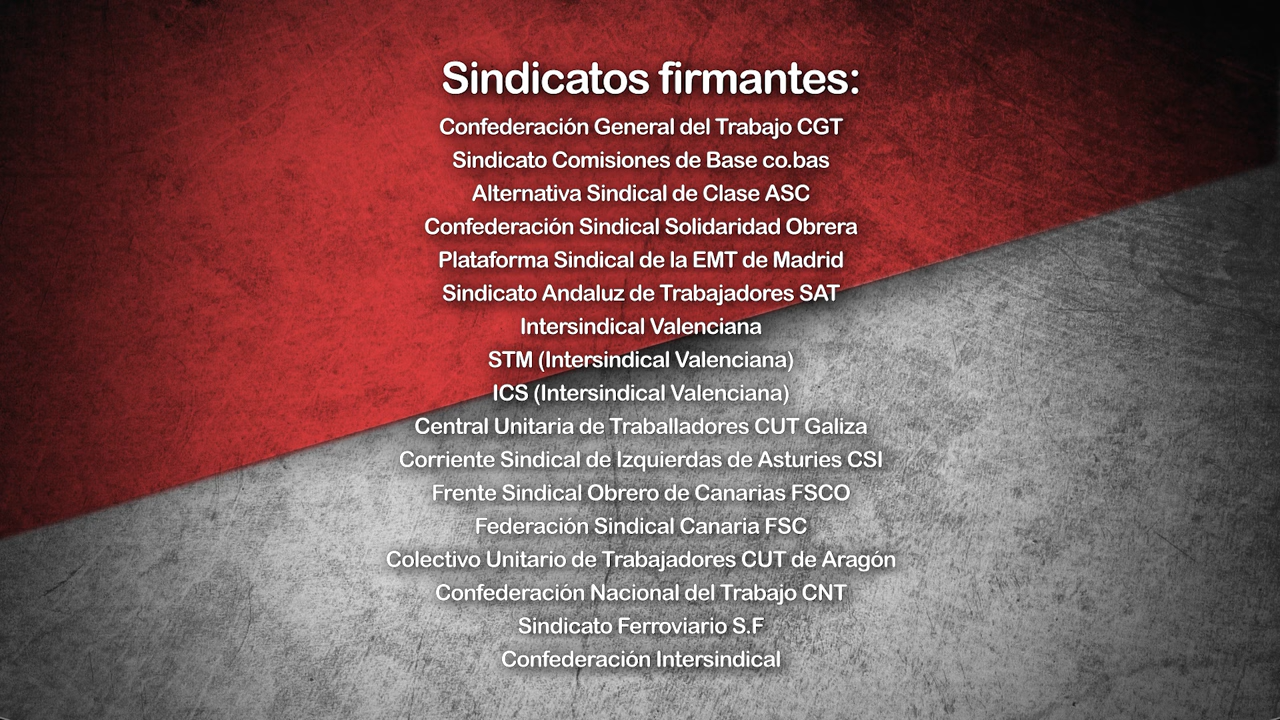 Sindicatos firmantes:
Confederación General del Trabajo CGT
Sindicato Comisiones de Base co.bas
Alternativa Sindical de Clase ASC
Confederación Sindical Solidaridad Obrera
Plataforma Sindical de la EMT de Madrid
Sindicato Andaluz de Trabajadores SAT
Intersindical Valenciana
STM (Intersindical Valenciana)
ICS (Intersindical Valenciana)
Central Unitaria de Traballadores CUT Galiza
Corriente Sindical de Izquierdas de Asturies CSI
Frente Sindical Obrero de Canarias FSCO
Federación Sindical Canaria FSC
Colectivo Unitario de Trabajadores CUT de Aragón
Confederación Nacional del Trabajo CNT
Sindicato Ferroviario S.F
Confederación Intersindical